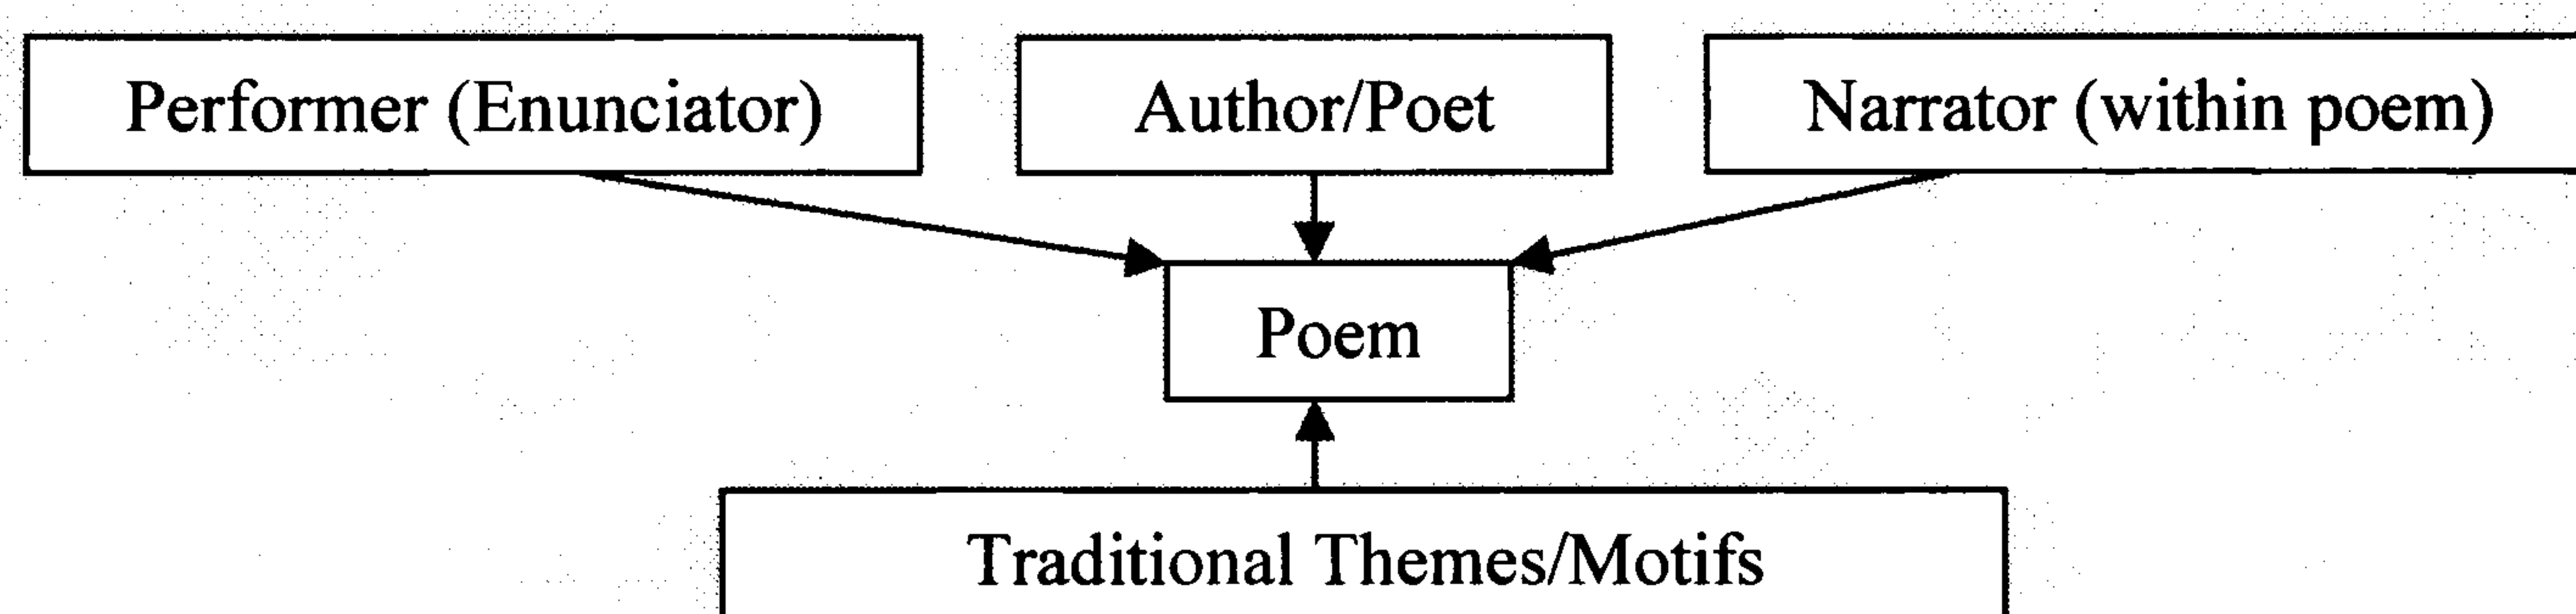 Performer (Enunciator)
Author/Poet
Narrator (within poem)
Poem
Traditional Themes/Motifs